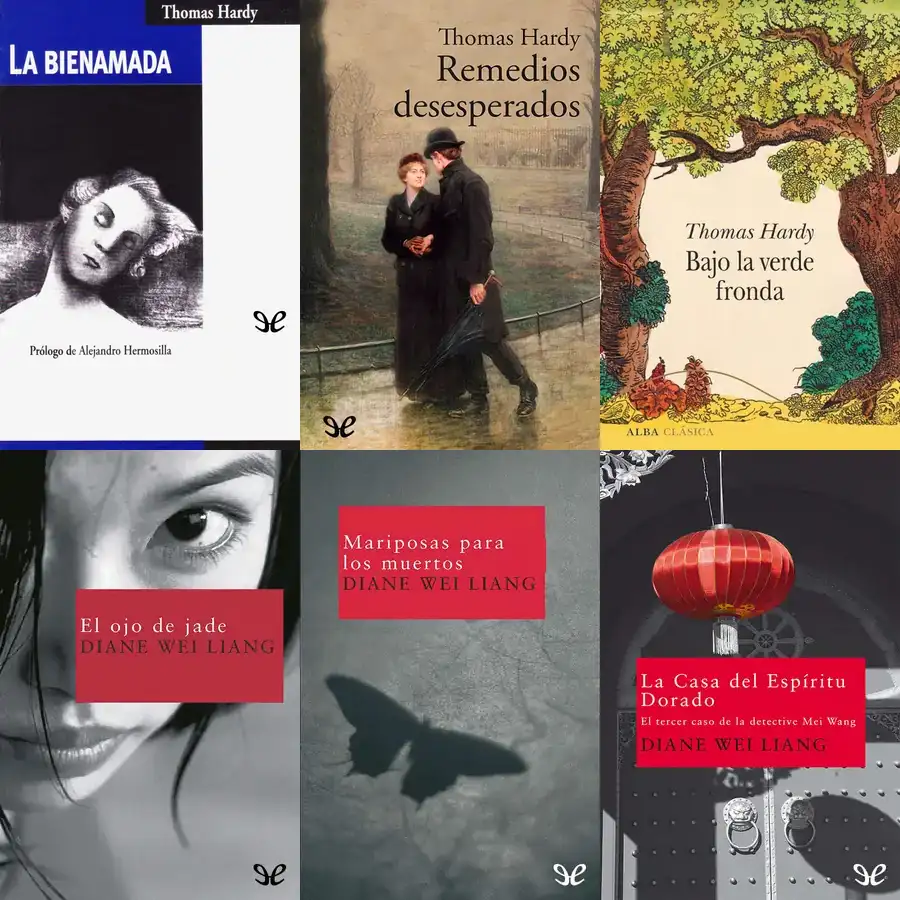 Thomas Hardy
LA BIENAMADA
Prólogo de Alejandro Hermosilla
Thomas Hardy
Remedios
desesperados
Thomas Hardy
Bajo la verde
fronda
ALBA CLÁSICA
El ojo de jade
DIANE WEI LIANG
Mariposas para
los muertos
DIANE WEI LIANG
La Casa del Espíritu
Dorado
El tercer caso de la detective Mei Wang
DIANE WEI LIANG